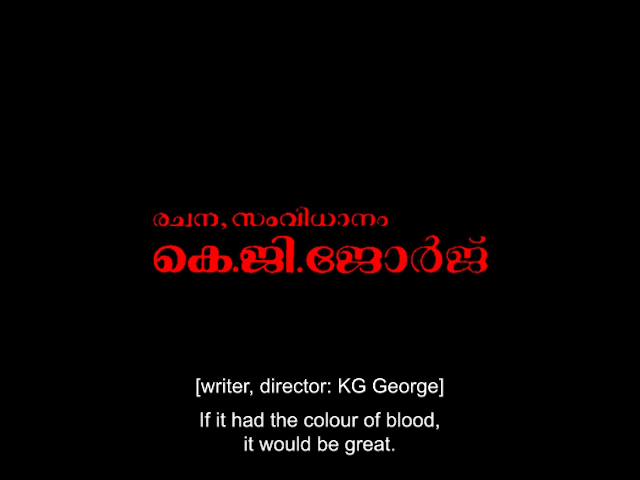 രചന, സംവിധാനം
കെ.ജി.ജോർജ്
[writer, director: KG George]
If it had the colour of blood,
it would be great.